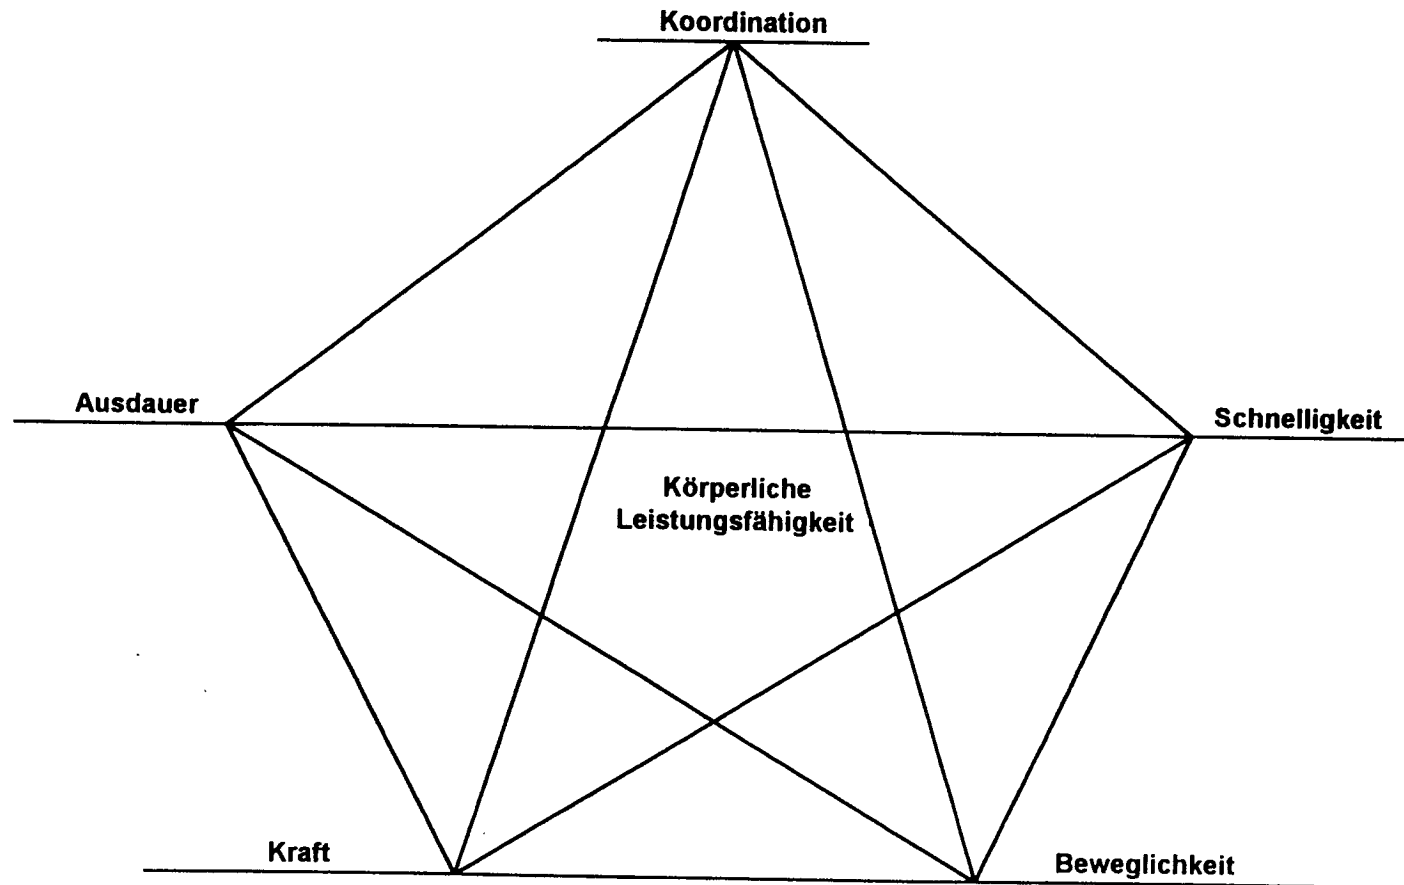 Koordination
Ausdauer
Schnelligkeit
Körperliche
Leistungsfähigkeit
Kraft
Beweglichkeit